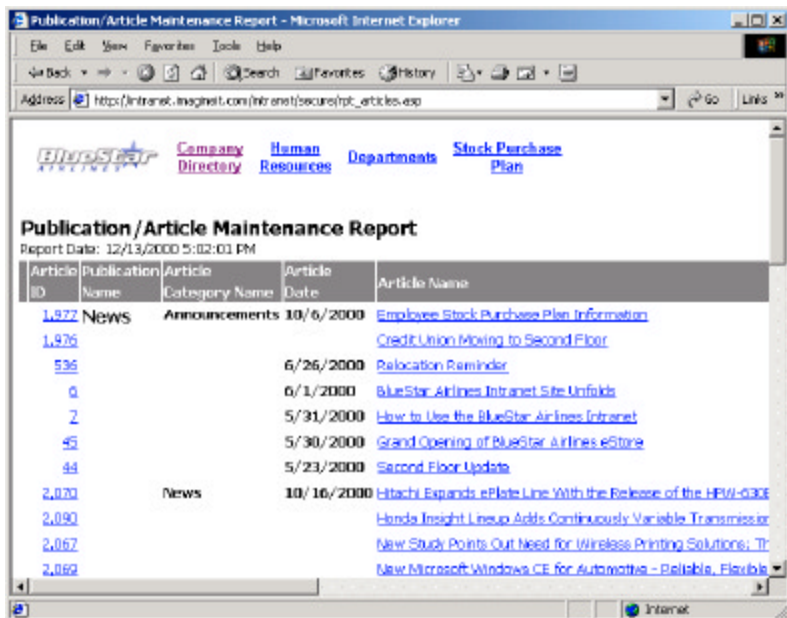 Publication/Article Maintenance Report - Microsoft Internet Explorer
File Edit View Favorites Tools Help
Back Search Favorites History
Address http://intranet.imagineit.com/intranet/secure/rpt_articles.asp Go Links »
BlueStar Company Human Departments Stock Purchase
AIRLINES Directory Resources Plan
Publication/Article Maintenance Report
Report Date: 12/13/2000 5:02:01 PM
Article Publication Article Article Article Name
ID Name Category Name Date
1,977 News Announcements 10/6/2000 Employee Stock Purchase Plan Information
1,976 Credit Union Moving to Second Floor
536 6/26/2000 Relocation Reminder
6 6/1/2000 BlueStar Airlines Intranet Site Unfolds
7 5/31/2000 How to Use the BlueStar Airlines Intranet
45 5/30/2000 Grand Opening of BlueStar Airlines eStore
44 5/23/2000 Second Floor Update
2,070 News 10/16/2000 Hitachi Expands ePlate Line With the Release of the HPW-630E
2,090 Honda Insight Lineup Adds Continuously Variable Transmission
2,067 New Study Points Out Need for Wireless Printing Solutions; Th
2,069 New Microsoft Windows CE for Automotive - Reliable, Flexible
Internet